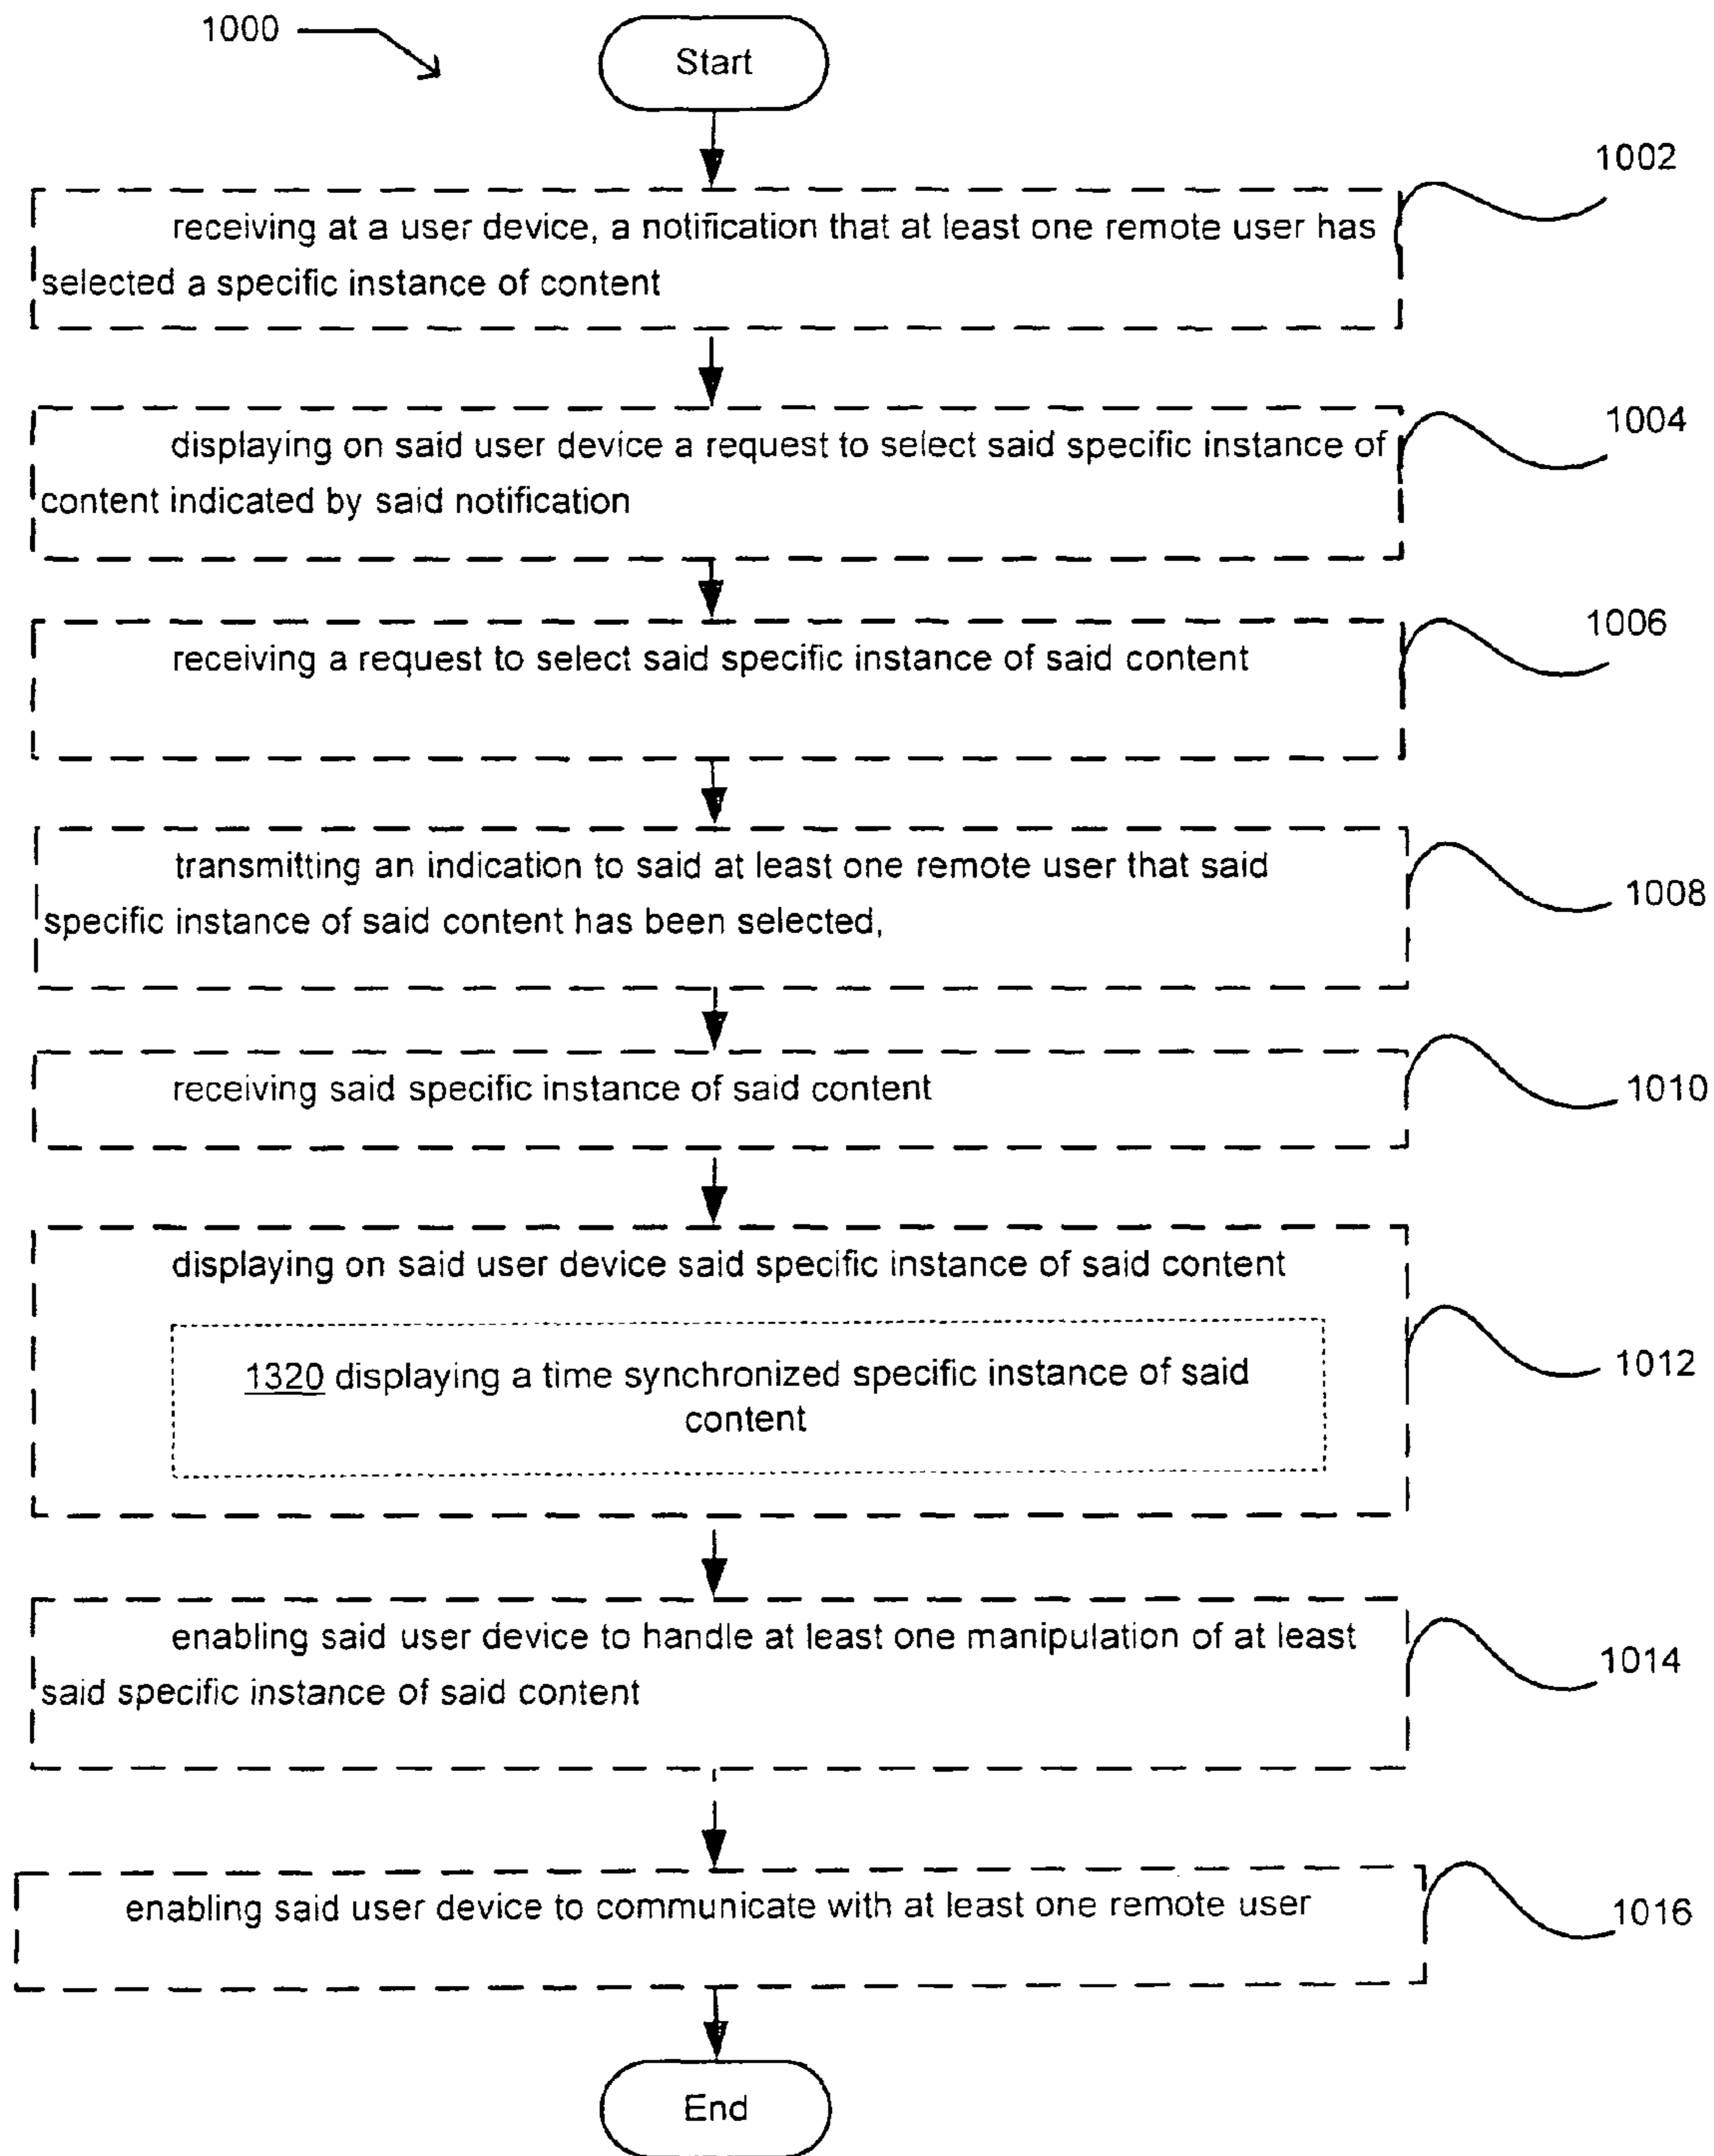 1000
Start
1002
receiving at a user device, a notification that at least one remote user has
selected a specific instance of content
1004
displaying on said user device a request to select said specific instance of
content indicated by said notification
1006
receiving a request to select said specific instance of said content
transmitting an indication to said at least one remote user that said
specific instance of said content has been selected,
1008
receiving said specific instance of said content
1010
displaying on said user device said specific instance of said content
1320 displaying a time synchronized specific instance of said
content
1012
enabling said user device to handle at least one manipulation of at least
said specific instance of said content
1014
enabling said user device to communicate with at least one remote user
1016
End